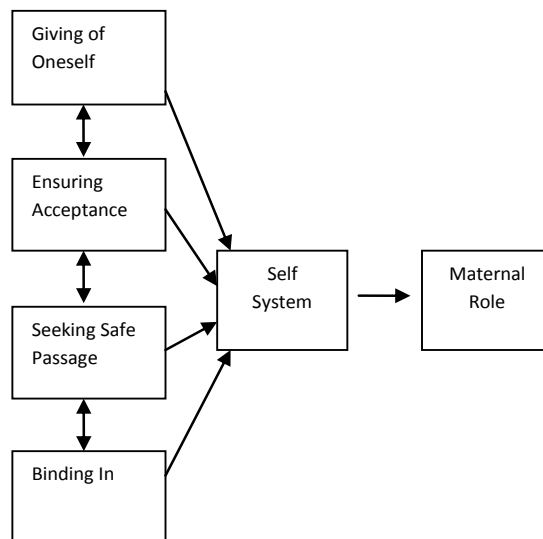 Giving of
Oneself
Ensuring
Acceptance
Self
System
Maternal
Role
Seeking Safe
Passage
Binding In